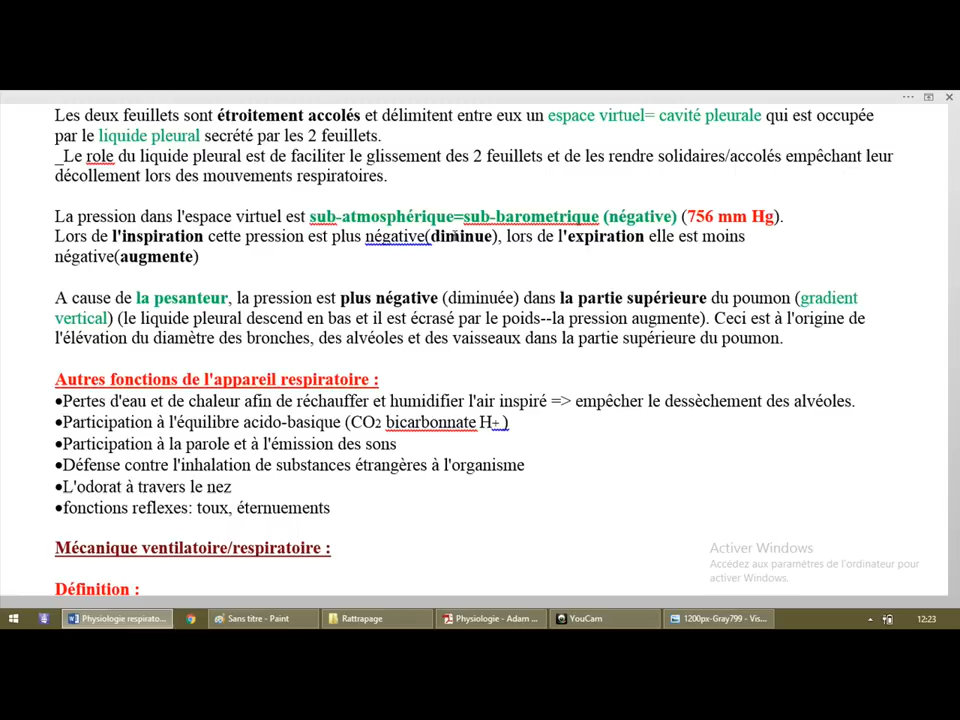 Les deux feuillets sont étroitement accolés et délimitent entre eux un espace virtuel= cavité pleurale qui est occupée
par le liquide pleural secrété par les 2 feuillets.
_Le role du liquide pleural est de faciliter le glissement des 2 feuillets et de les rendre solidaires/accolés empêchant leur
décollement lors des mouvements respiratoires.
La pression dans l'espace virtuel est sub-atmosphérique=sub-barometrique (négative) (756 mm Hg).
Lors de l'inspiration cette pression est plus négative(diminue), lors de l'expiration elle est moins
négative(augmente)
A cause de la pesanteur, la pression est plus négative (diminuée) dans la partie supérieure du poumon (gradient
vertical) (le liquide pleural descend en bas et il est écrasé par le poids--la pression augmente). Ceci est à l'origine de
l'élévation du diamètre des bronches, des alvéoles et des vaisseaux dans la partie supérieure du poumon.
Autres fonctions de l'appareil respiratoire :
•Pertes d'eau et de chaleur afin de réchauffer et humidifier l'air inspiré => empêcher le dessèchement des alvéoles.
•Participation à l'équilibre acido-basique (CO2 bicarbonnate H+ )
•Participation à la parole et à l'émission des sons
•Défense contre l'inhalation de substances étrangères à l'organisme
•L'odorat à travers le nez
•fonctions reflexes: toux, éternuements
Mécanique ventilatoire/respiratoire :
Activer Windows
Accédez aux paramètres de l'ordinateur pour
activer Windows.
Définition :
Physiologie respirato... Sans titre - Paint Rattrapage Physiologie - Adam ... YouCam 1200px-Gray799 - Vis... 12:23